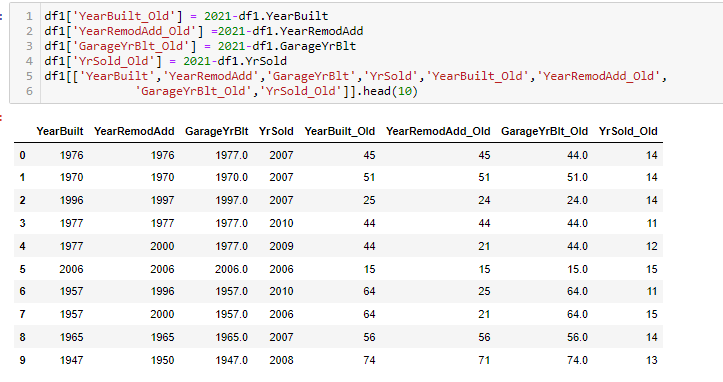 1 df1['YearBuilt_Old'] = 2021-df1.YearBuilt
2 df1['YearRemodAdd_Old'] =2021-df1.YearRemodAdd
3 df1['GarageYrBlt_Old'] = 2021-df1.GarageYrBlt
4 df1['YrSold_Old'] = 2021-df1.YrSold
5 df1[['YearBuilt','YearRemodAdd','GarageYrBlt','YrSold','YearBuilt_Old','YearRemodAdd_Old',
6 'GarageYrBlt_Old','YrSold_Old']].head(10)
YearBuilt YearRemodAdd GarageYrBlt YrSold YearBuilt_Old YearRemodAdd_Old GarageYrBlt_Old YrSold_Old
0 1976 1976 1977.0 2007 45 45 44.0 14
1 1970 1970 1970.0 2007 51 51 51.0 14
2 1996 1997 1997.0 2007 25 24 24.0 14
3 1977 1977 1977.0 2010 44 44 44.0 11
4 1977 2000 1977.0 2009 44 21 44.0 12
5 2006 2006 2006.0 2006 15 15 15.0 15
6 1957 1996 1957.0 2010 64 25 64.0 11
7 1957 2000 1957.0 2006 64 21 64.0 15
8 1965 1965 1965.0 2007 56 56 56.0 14
9 1947 1950 1947.0 2008 74 71 74.0 13